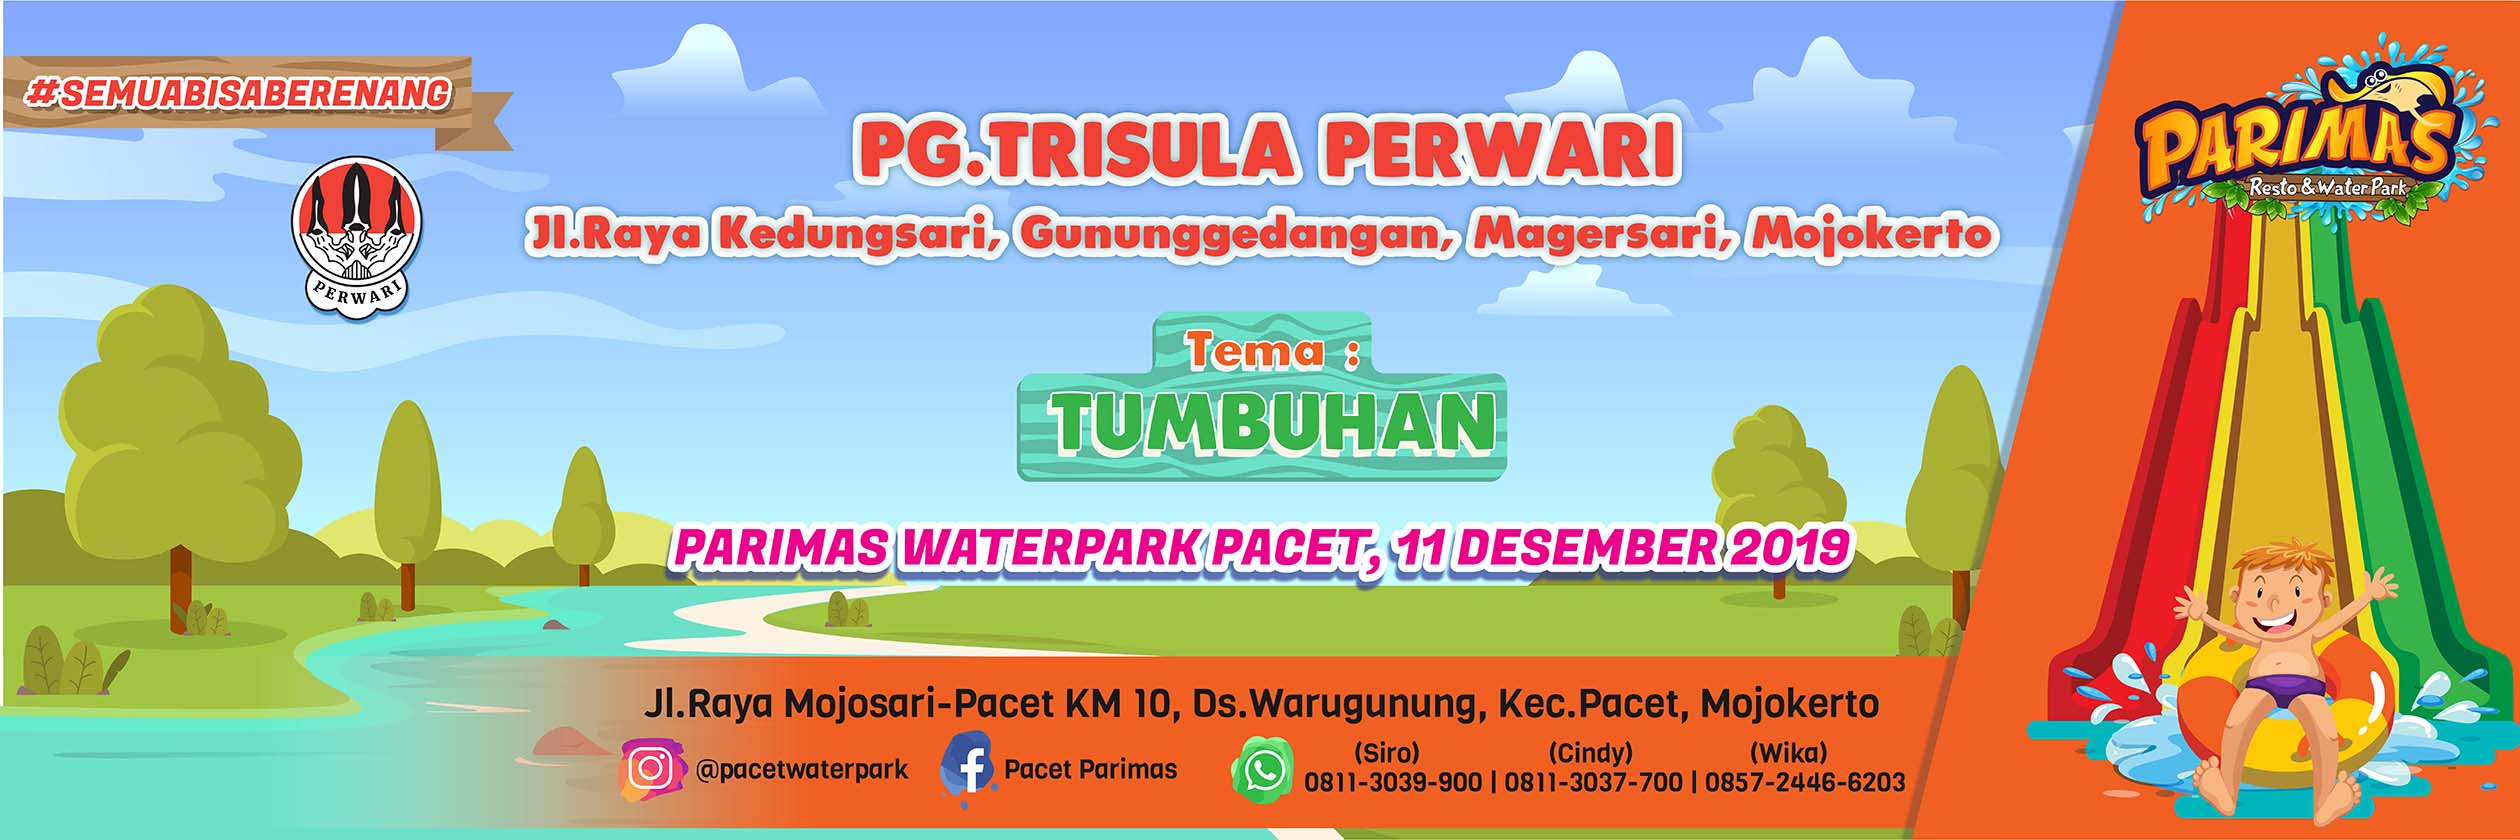 #SEMUABISABERENANG
PERWARI
PG.TRISULA PERWARI
Jl.Raya Kedungsari, Gununggedangan, Magersari, Mojokerto
Tema :
TUMBUHAN
PARIMAS WATERPARK PACET, 11 DESEMBER 2019
PARIMAS
Resto & Water Park
Jl.Raya Mojosari-Pacet KM 10, Ds.Warugunung, Kec.Pacet, Mojokerto
@pacetwaterpark
Pacet Parimas
(Siro) (Cindy) (Wika)
0811-3039-900 | 0811-3037-700 | 0857-2446-6203